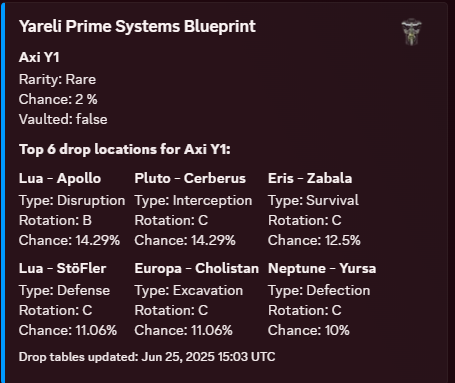 Yareli Prime Systems Blueprint
Axi Y1
Rarity: Rare
Chance: 2 %
Vaulted: false
Top 6 drop locations for Axi Y1:
Lua - Apollo Pluto - Cerberus Eris - Zabala
Type: Disruption Type: Interception Type: Survival
Rotation: B Rotation: C Rotation: C
Chance: 14.29% Chance: 14.29% Chance: 12.5%
Lua - StöFler Europa - Cholistan Neptune - Yursa
Type: Defense Type: Excavation Type: Defection
Rotation: C Rotation: C Rotation: C
Chance: 11.06% Chance: 11.06% Chance: 10%
Drop tables updated: Jun 25, 2025 15:03 UTC